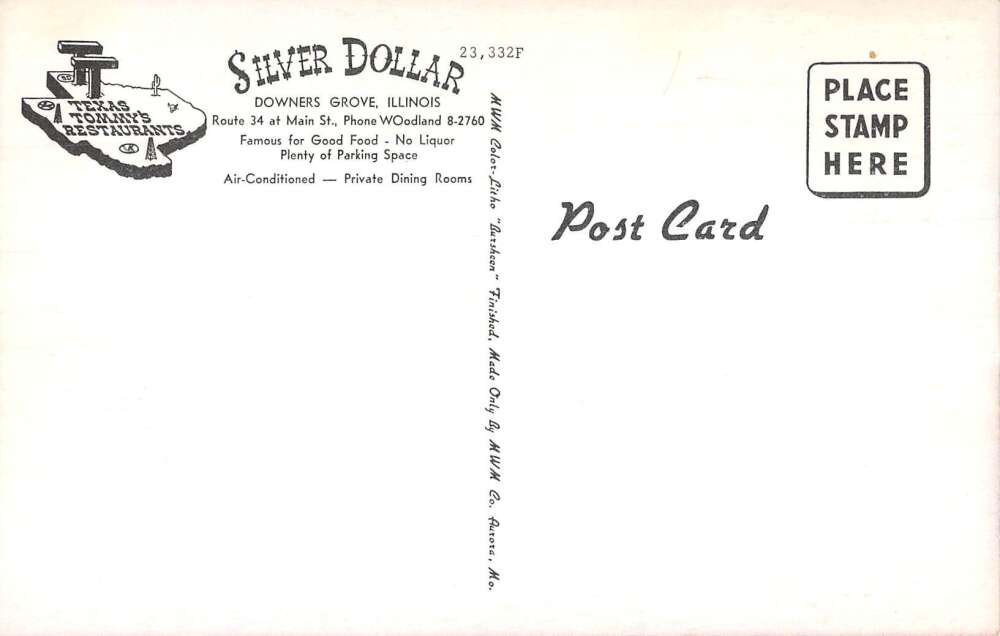 TEXAS
TOMMY'S
RESTAURANTS
SILVER DOLLAR
23,332F
DOWNERS GROVE, ILLINOIS
Route 34 at Main St., Phone WOodland 8-2760
Famous for Good Food - No Liquor
Plenty of Parking Space
Air-Conditioned — Private Dining Rooms
MWM Color-Litho "Bursheen" Finished, Made Only By MWM Co. Aurora, Mo.
PLACE
STAMP
HERE
Post Card